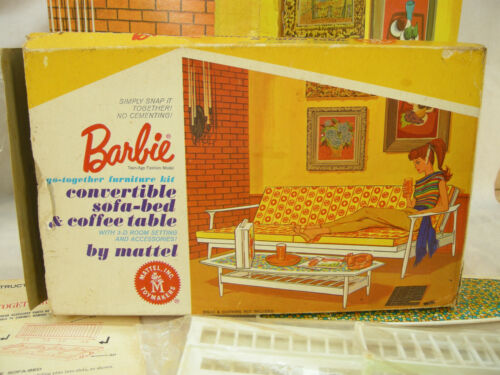 SIMPLY SNAP IT
TOGETHER!
NO CEMENTING!
Barbie®
Teen-Age Fashion Model
go-together furniture kit
convertible
sofa-bed
& coffee table
WITH 3-D ROOM SETTING
AND ACCESSORIES!
by mattel
MATTEL, INC.
M
TOYMAKERS